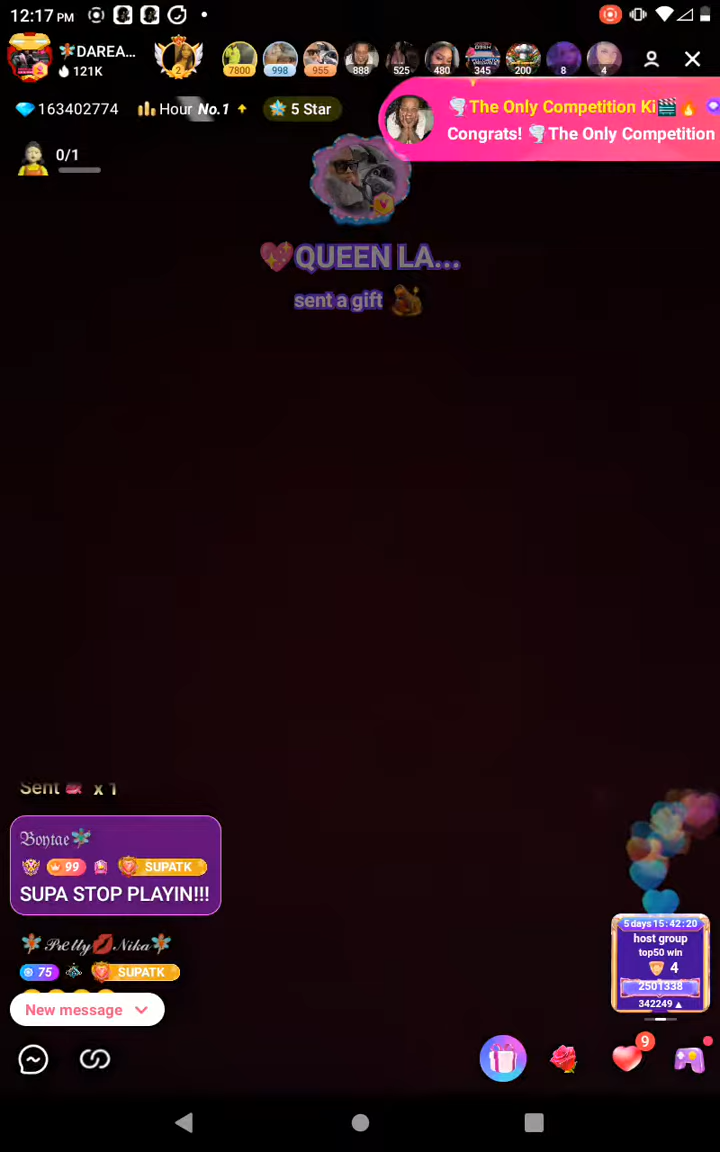 12:17 PM
DAREA...
121K
2
7800
998
955
888
525
480
345
200
8
4
163402774
Hour No.1
5 Star
The Only Competition Ki
Congrats! The Only Competition
0/1
QUEEN LA...
sent a gift
Sent x 1
𝔅𝔬𝔶𝔱𝔞𝔢
99 SUPATK
SUPA STOP PLAYIN!!!
𝒫𝓇𝑒𝓉𝓉𝓎 𝒩𝒾𝓀𝒶
75 SUPATK
New message
5days15:42:20
host group
top50 win
4
2501338
342249▲
9